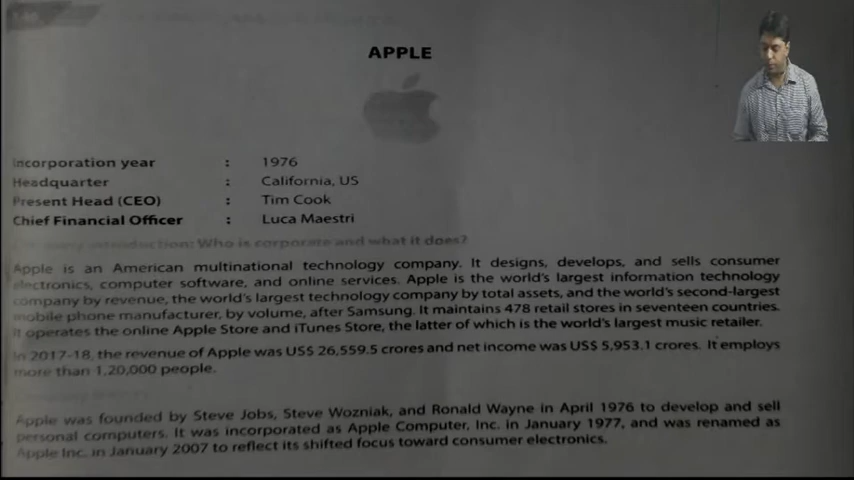 APPLE
Incorporation year : 1976
Headquarter : California, US
Present Head (CEO) : Tim Cook
Chief Financial Officer : Luca Maestri
introduction: Who is corporate and what it does?
Apple is an American multinational technology company. It designs, develops, and sells consumer
electronics, computer software, and online services. Apple is the world's largest information technology
company by revenue, the world's largest technology company by total assets, and the world's second-largest
mobile phone manufacturer, by volume, after Samsung. It maintains 478 retail stores in seventeen countries.
It operates the online Apple Store and iTunes Store, the latter of which is the world's largest music retailer.
In 2017-18, the revenue of Apple was US$ 26,559.5 crores and net income was US$ 5,953.1 crores. It employs
more than 1,20,000 people.
Apple was founded by Steve Jobs, Steve Wozniak, and Ronald Wayne in April 1976 to develop and sell
personal computers. It was incorporated as Apple Computer, Inc. in January 1977, and was renamed as
Apple Inc. in January 2007 to reflect its shifted focus toward consumer electronics.